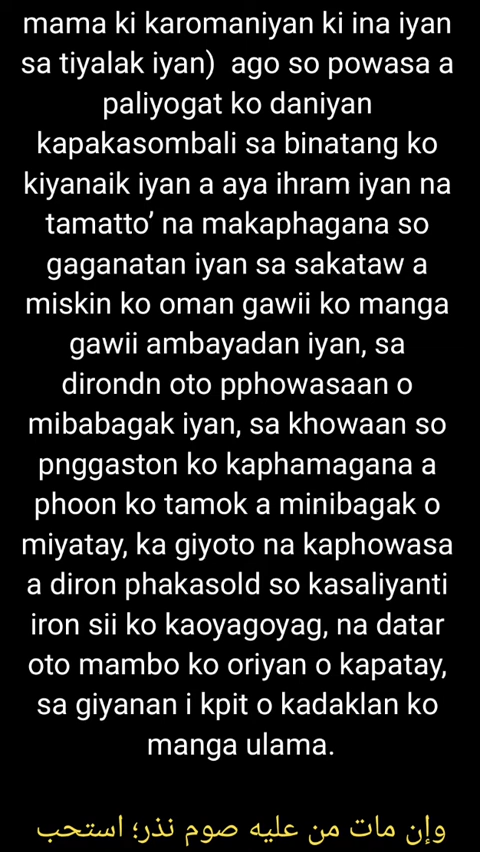 mama ki karomaniyan ki ina iyan
sa tiyalak iyan)  ago so powasa a
paliyogat ko daniyan
kapakasombali sa binatang ko
kiyanaik iyan a aya ihram iyan na
tamatto’ na makaphagana so
gaganatan iyan sa sakataw a
miskin ko oman gawii ko manga
gawii ambayadan iyan, sa
dirondn oto pphowasaan o
mibabagak iyan, sa khowaan so
pnggaston ko kaphamagana a
phoon ko tamok a minibagak o
miyatay, ka giyoto na kaphowasa
a diron phakasold so kasaliyanti
iron sii ko kaoyagoyag, na datar
oto mambo ko oriyan o kapatay,
sa giyanan i kpit o kadaklan ko
manga ulama.
وإن مات من عليه صوم نذر؛ استحب